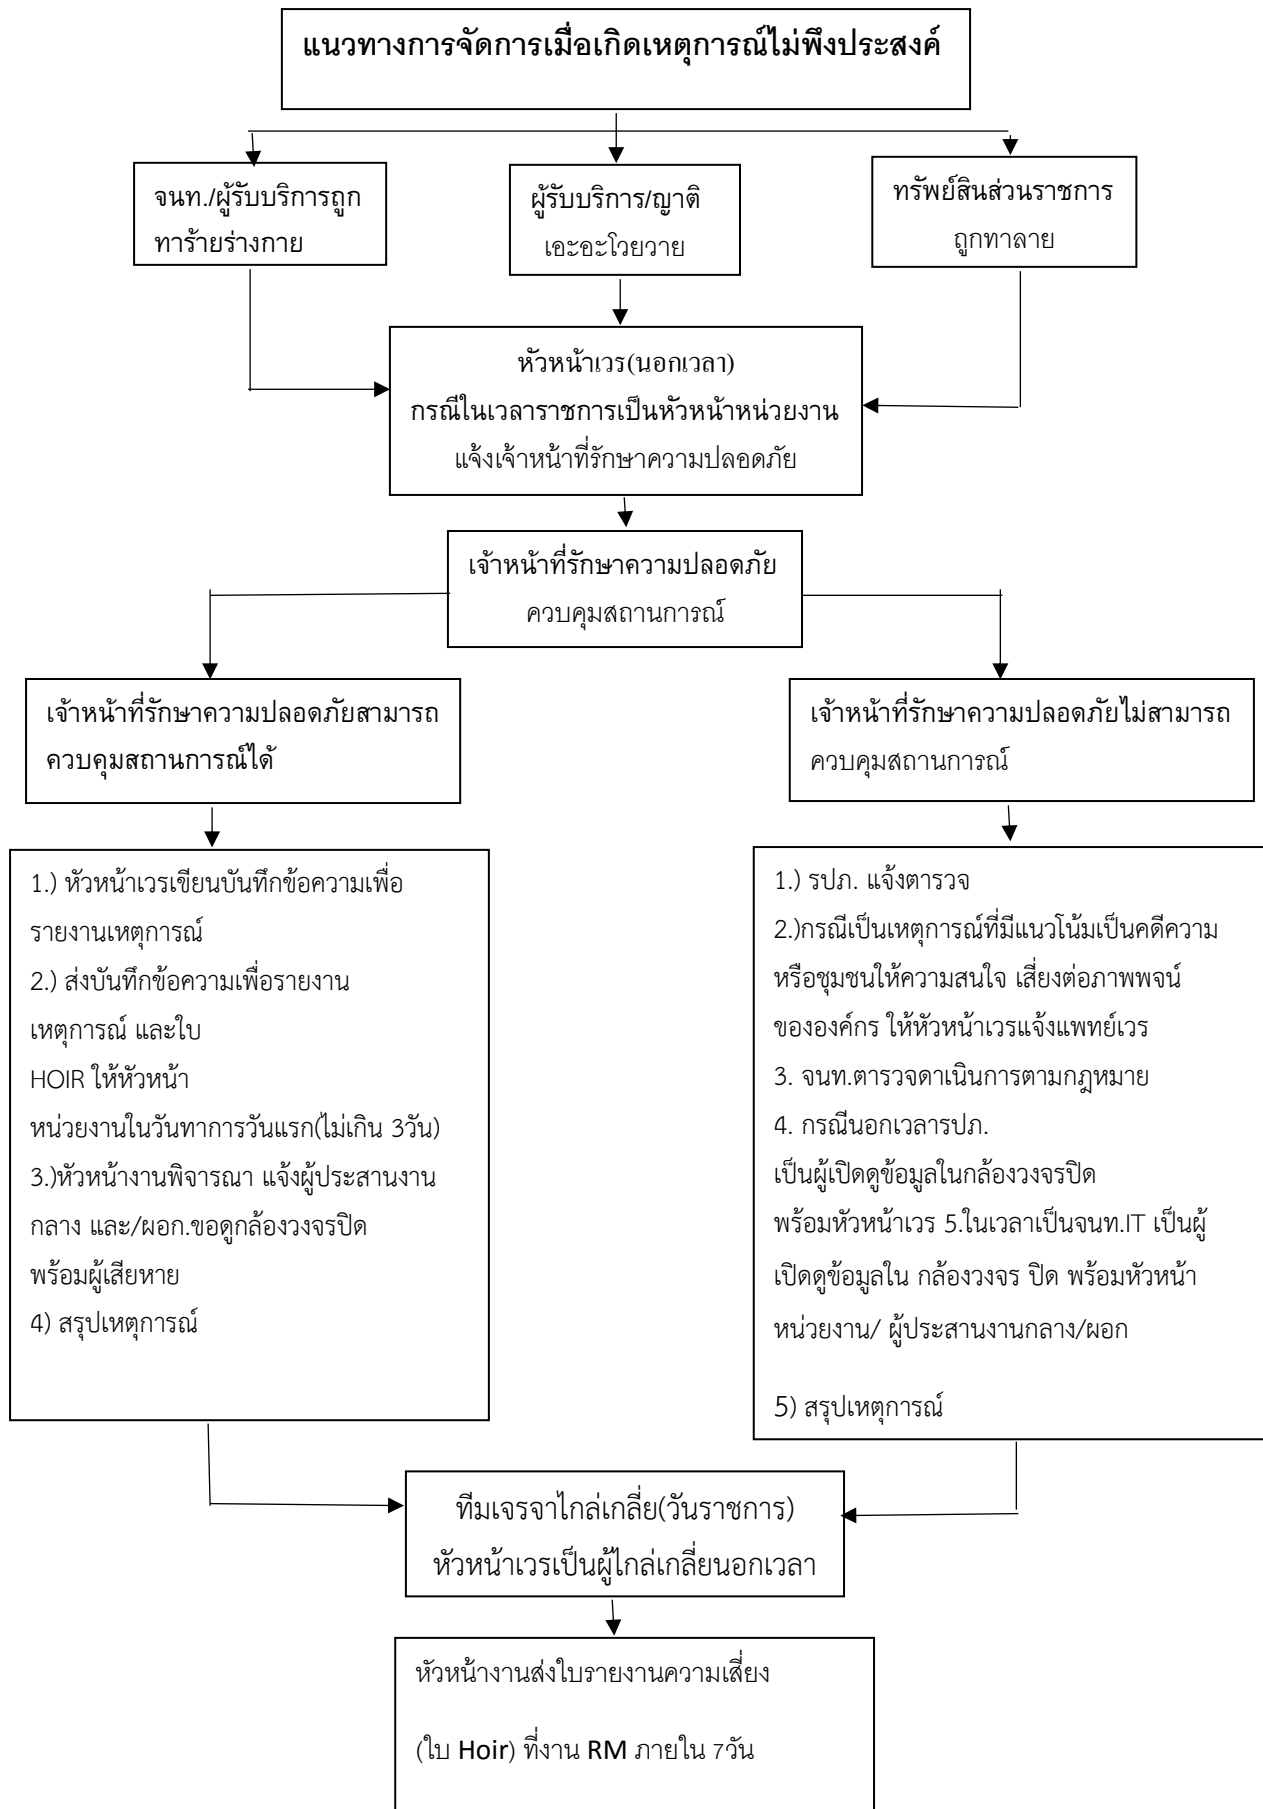 แนวทางการจัดการเมื่อเกิดเหตุการณ์ไม่พึงประสงค์
จนท./ผู้รับบริการถูก
ทาร้ายร่างกาย
ผู้รับบริการ/ญาติ
เอะอะโวยวาย
ทรัพย์สินส่วนราชการ
ถูกทาลาย
หัวหน้าเวร(นอกเวลา)
กรณีในเวลาราชการเป็นหัวหน้าหน่วยงาน
แจ้งเจ้าหน้าที่รักษาความปลอดภัย
เจ้าหน้าที่รักษาความปลอดภัย
ควบคุมสถานการณ์
เจ้าหน้าที่รักษาความปลอดภัยสามารถ
ควบคุมสถานการณ์ได้
เจ้าหน้าที่รักษาความปลอดภัยไม่สามารถ
ควบคุมสถานการณ์
1.) หัวหน้าเวรเขียนบันทึกข้อความเพื่อ
รายงานเหตุการณ์
2.) ส่งบันทึกข้อความเพื่อรายงาน
เหตุการณ์ และใบ
HOIR ให้หัวหน้า
หน่วยงานในวันทาการวันแรก(ไม่เกิน 3วัน)
3.)หัวหน้างานพิจารณา แจ้งผู้ประสานงาน
กลาง และ/ผอก.ขอดูกล้องวงจรปิด
พร้อมผู้เสียหาย
4) สรุปเหตุการณ์
1.) รปภ. แจ้งตารวจ
2.)กรณีเป็นเหตุการณ์ที่มีแนวโน้มเป็นคดีความ
หรือชุมชนให้ความสนใจ เสี่ยงต่อภาพพจน์
ขององค์กร ให้หัวหน้าเวรแจ้งแพทย์เวร
3. จนท.ตารวจดาเนินการตามกฎหมาย
4. กรณีนอกเวลารปภ.
เป็นผู้เปิดดูข้อมูลในกล้องวงจรปิด
พร้อมหัวหน้าเวร 5.ในเวลาเป็นจนท.IT เป็นผู้
เปิดดูข้อมูลใน กล้องวงจร ปิด พร้อมหัวหน้า
หน่วยงาน/ ผู้ประสานงานกลาง/ผอก
5) สรุปเหตุการณ์
ทีมเจรจาไกล่เกลี่ย(วันราชการ)
หัวหน้าเวรเป็นผู้ไกล่เกลี่ยนอกเวลา
หัวหน้างานส่งใบรายงานความเสี่ยง
(ใบ Hoir) ที่งาน RM ภายใน 7วัน